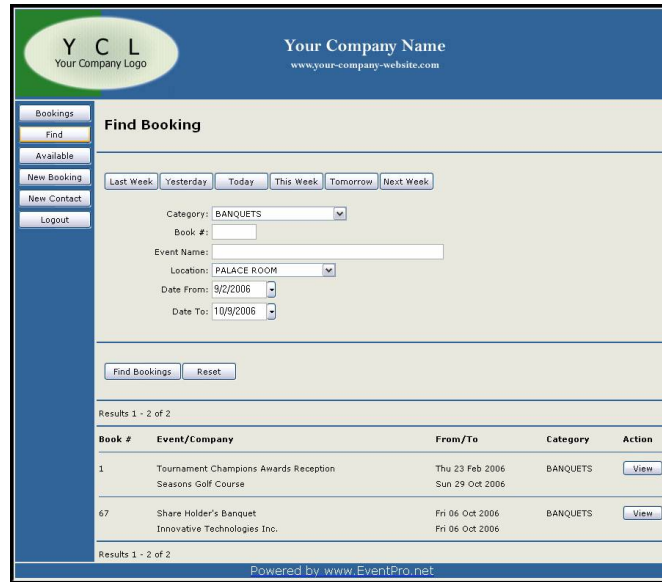 Y C L
Your Company Logo
Your Company Name
www.your-company-website.com
Bookings
Find
Available
New Booking
New Contact
Logout
Find Booking
Last Week Yesterday Today This Week Tomorrow Next Week
Category: BANQUETS
Book #:
Event Name:
Location: PALACE ROOM
Date From: 9/2/2006
Date To: 10/9/2006
Find Bookings Reset
Results 1 - 2 of 2
Book # Event/Company From/To Category Action
1 Tournament Champions Awards Reception Thu 23 Feb 2006 BANQUETS View
Seasons Golf Course Sun 29 Oct 2006
67 Share Holder's Banquet Fri 06 Oct 2006 BANQUETS View
Innovative Technologies Inc. Fri 06 Oct 2006
Results 1 - 2 of 2
Powered by www.EventPro.net